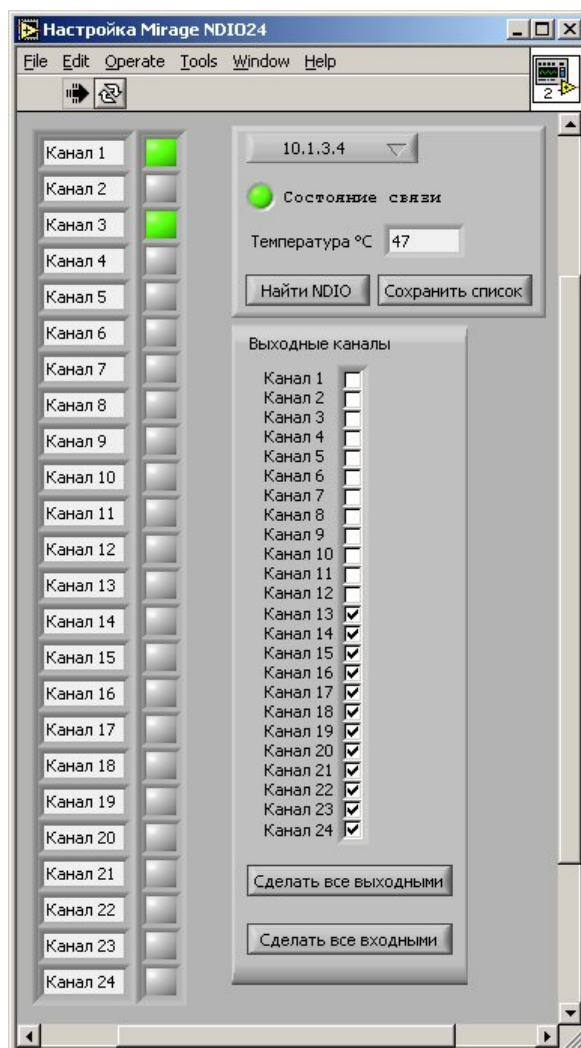 Настройка Mirage NDIO24
File Edit Operate Tools Window Help
2
Канал 1
Канал 2
Канал 3
Канал 4
Канал 5
Канал 6
Канал 7
Канал 8
Канал 9
Канал 10
Канал 11
Канал 12
Канал 13
Канал 14
Канал 15
Канал 16
Канал 17
Канал 18
Канал 19
Канал 20
Канал 21
Канал 22
Канал 23
Канал 24
10.1.3.4
Состояние связи
Температура °C 47
Найти NDIO Сохранить список
Выходные каналы
Канал 1
Канал 2
Канал 3
Канал 4
Канал 5
Канал 6
Канал 7
Канал 8
Канал 9
Канал 10
Канал 11
Канал 12
Канал 13
Канал 14
Канал 15
Канал 16
Канал 17
Канал 18
Канал 19
Канал 20
Канал 21
Канал 22
Канал 23
Канал 24
Сделать все выходными
Сделать все входными